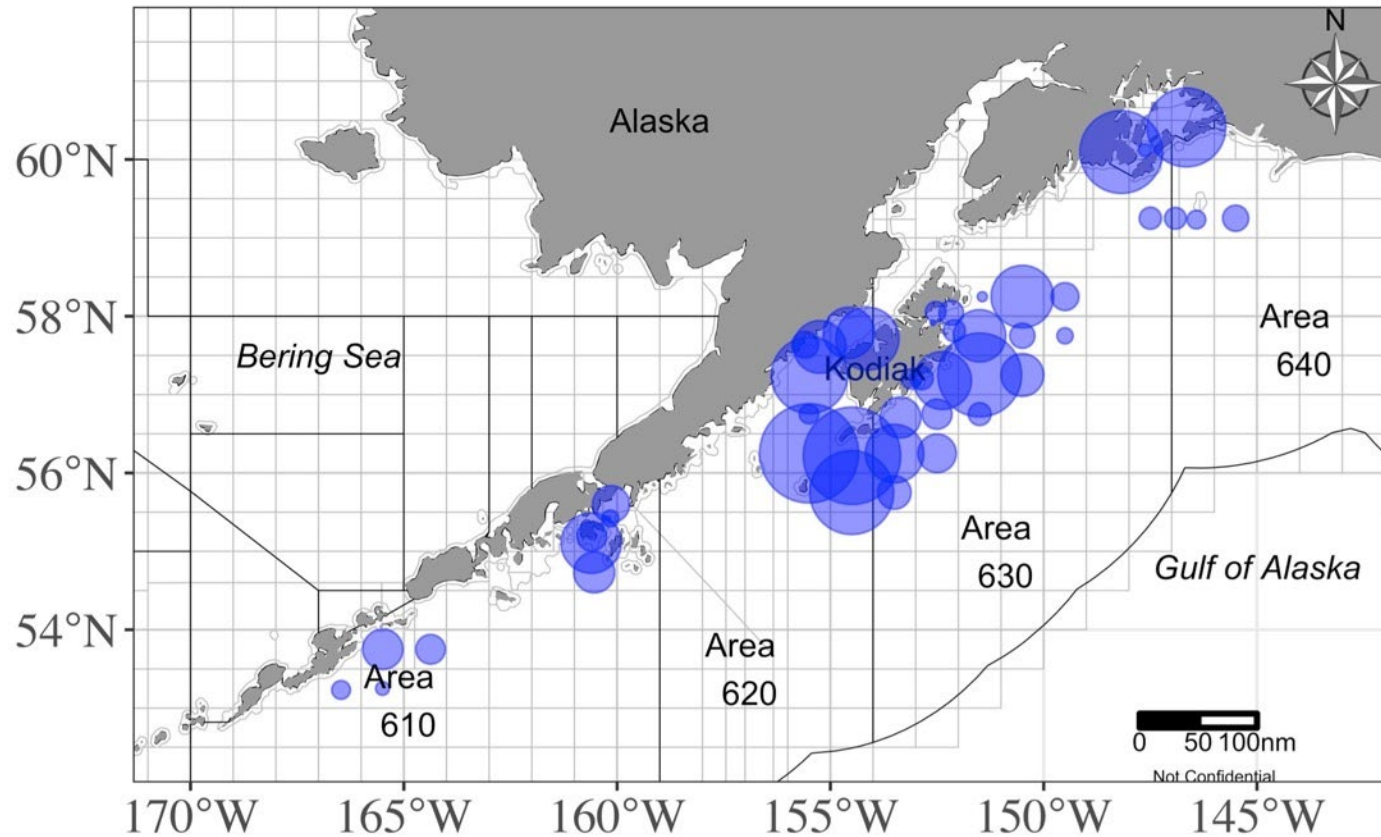 N
Alaska
60°N
58°N
56°N
54°N
Bering Sea
Kodiak
Area
640
Area
630
Gulf of Alaska
Area
620
Area
610
0 50 100nm
Not Confidential
170°W 165°W 160°W 155°W 150°W 145°W